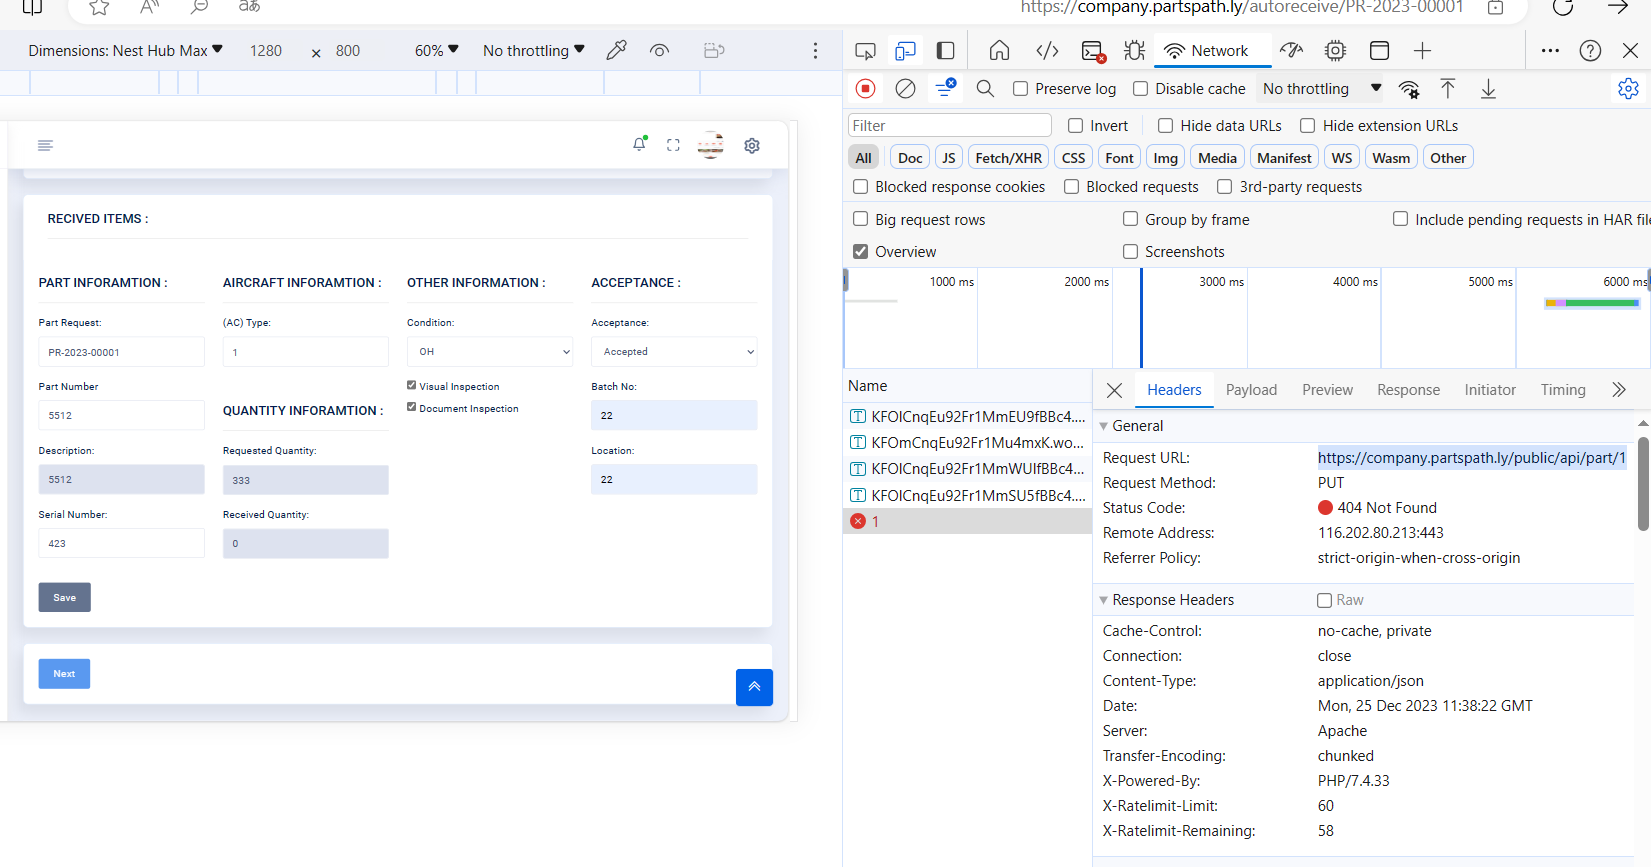 aあ
https://company.partspath.ly/autoreceive/PR-2023-00001
Dimensions: Nest Hub Max 1280 × 800 60% No throttling
Network
Preserve log Disable cache No throttling
Filter Invert Hide data URLs Hide extension URLs
All Doc JS Fetch/XHR CSS Font Img Media Manifest WS Wasm Other
Blocked response cookies Blocked requests 3rd-party requests
Big request rows Group by frame Include pending requests in HAR file
Overview Screenshots
1000 ms 2000 ms 3000 ms 4000 ms 5000 ms 6000 ms
RECIVED ITEMS :
PART INFORAMTION : AIRCRAFT INFORAMTION : OTHER INFORMATION : ACCEPTANCE :
Part Request: (AC) Type: Condition: Acceptance:
PR-2023-00001 1 OH Accepted
Part Number Visual Inspection Batch No:
5512 QUANTITY INFORAMTION : Document Inspection 22
Description: Requested Quantity: Location:
5512 333 22
Serial Number: Received Quantity:
423 0
Save
Next
Name
KFOlCnqEu92Fr1MmEU9fBBc4....
KFOmCnqEu92Fr1Mu4mxK.wo...
KFOlCnqEu92Fr1MmWUlfBBc4...
KFOlCnqEu92Fr1MmSU5fBBc4....
1
Headers Payload Preview Response Initiator Timing
General
Request URL: https://company.partspath.ly/public/api/part/1
Request Method: PUT
Status Code: 404 Not Found
Remote Address: 116.202.80.213:443
Referrer Policy: strict-origin-when-cross-origin
Response Headers Raw
Cache-Control: no-cache, private
Connection: close
Content-Type: application/json
Date: Mon, 25 Dec 2023 11:38:22 GMT
Server: Apache
Transfer-Encoding: chunked
X-Powered-By: PHP/7.4.33
X-Ratelimit-Limit: 60
X-Ratelimit-Remaining: 58